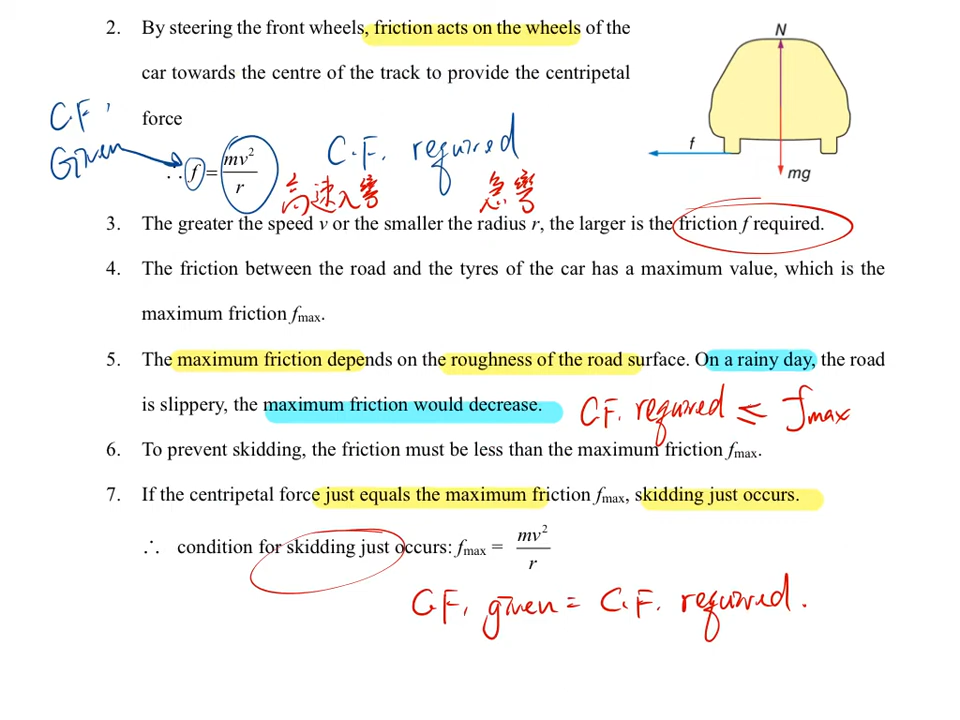 2. By steering the front wheels, friction acts on the wheels of the
car towards the centre of the track to provide the centripetal
force
N
f
mg
C.F.
Given
∴ f = mv²/r
C.F. required
高速入彎
急彎
3. The greater the speed v or the smaller the radius r, the larger is the friction f required.
4. The friction between the road and the tyres of the car has a maximum value, which is the
maximum friction fmax.
5. The maximum friction depends on the roughness of the road surface. On a rainy day, the road
is slippery, the maximum friction would decrease.
C.F. required ≤ fmax
6. To prevent skidding, the friction must be less than the maximum friction fmax.
7. If the centripetal force just equals the maximum friction fmax, skidding just occurs.
∴ condition for skidding just occurs: fmax = mv²/r
C.F. given = C.F. required.